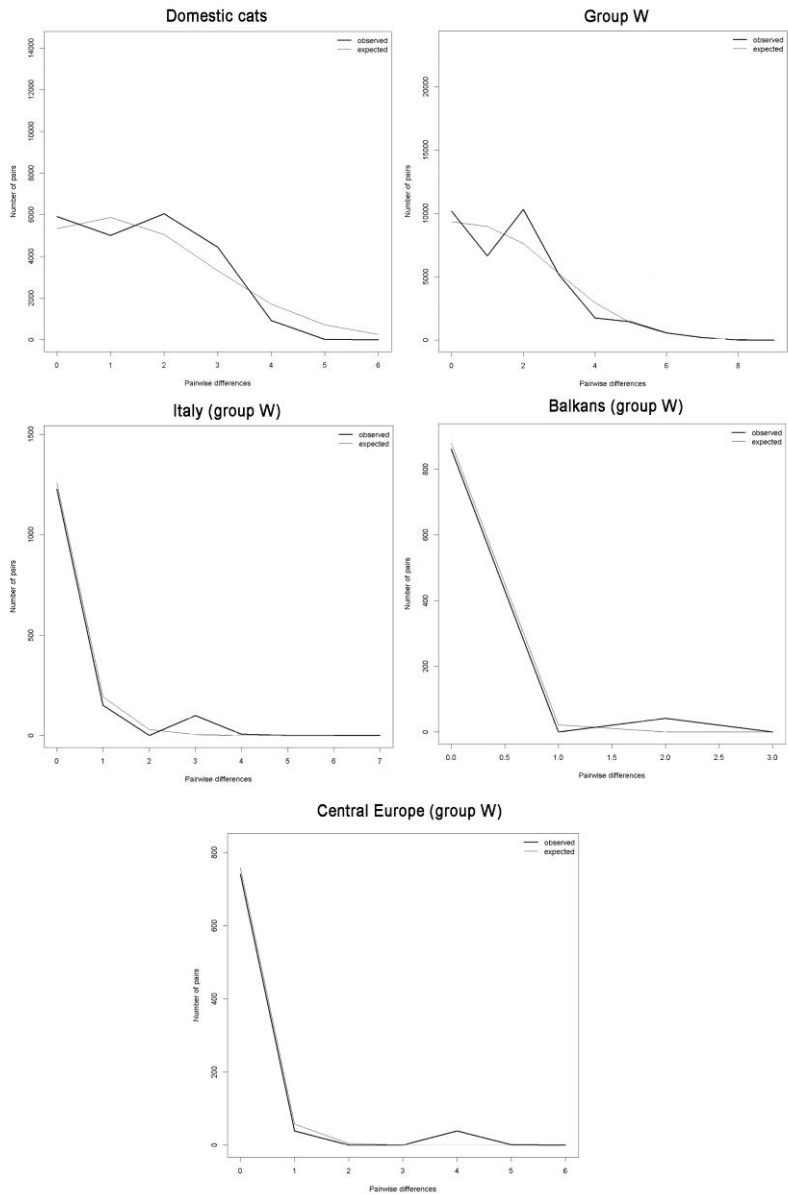 Domestic cats
observed
expected
14000
12000
10000
8000
6000
4000
2000
0
Number of pairs
0 1 2 3 4 5 6
Pairwise differences
Group W
observed
expected
20000
15000
10000
5000
0
Number of pairs
0 2 4 6 8
Pairwise differences
Italy (group W)
observed
expected
1500
1000
500
0
Number of pairs
0 1 2 3 4 5 6 7
Pairwise differences
Balkans (group W)
observed
expected
800
600
400
200
0
Number of pairs
0.0 0.5 1.0 1.5 2.0 2.5 3.0
Pairwise differences
Central Europe (group W)
observed
expected
800
600
400
200
0
Number of pairs
0 1 2 3 4 5 6
Pairwise differences